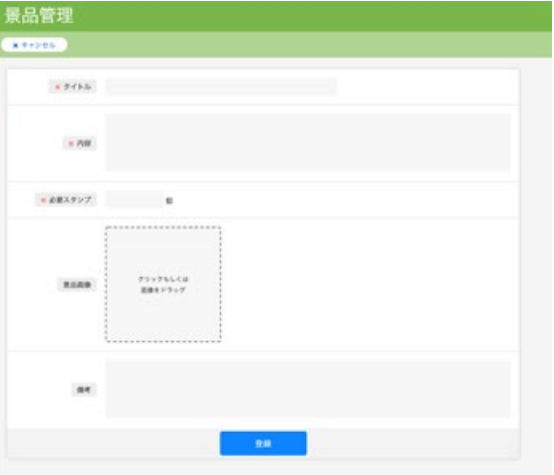 景品管理
✖ キャンセル
※ タイトル
※ 内容
※ 必要スタンプ
個
景品画像
クリックもしくは
画像をドラッグ
備考
登録